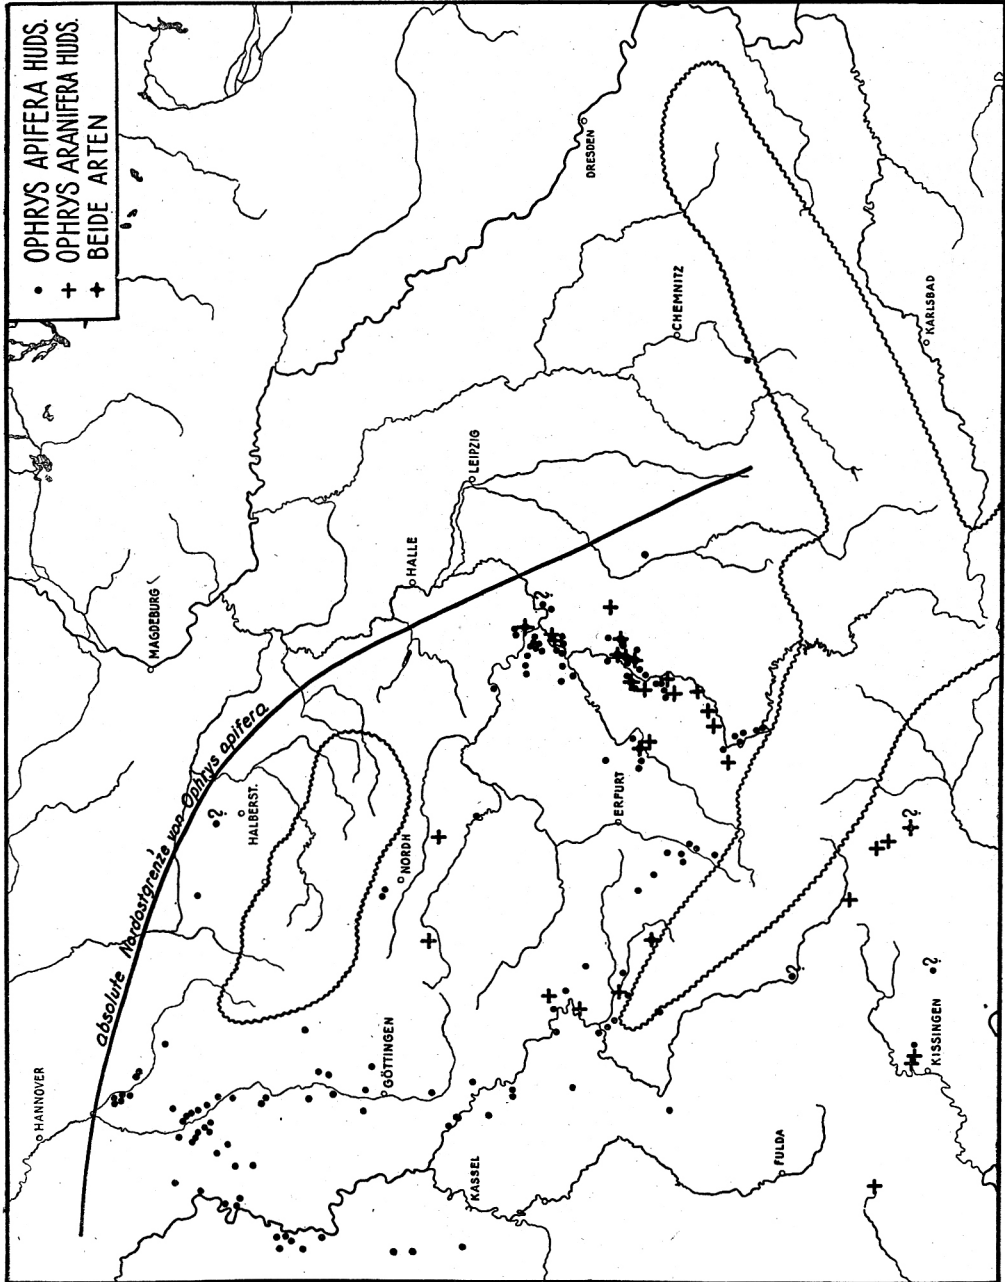 • OPHRYS APIFERA HUDS.
+ OPHRYS ARANIFERA HUDS.
✚ BEIDE ARTEN
absolute Nordostgrenze von Ophrys apifera
HANNOVER
MAGDEBURG
HALBERST.
?
NORDH
GÖTTINGEN
KASSEL
HALLE
LEIPZIG
DRESDEN
CHEMNITZ
KARLSBAD
ERFURT
?
FULDA
KISSINGEN
?
?
?